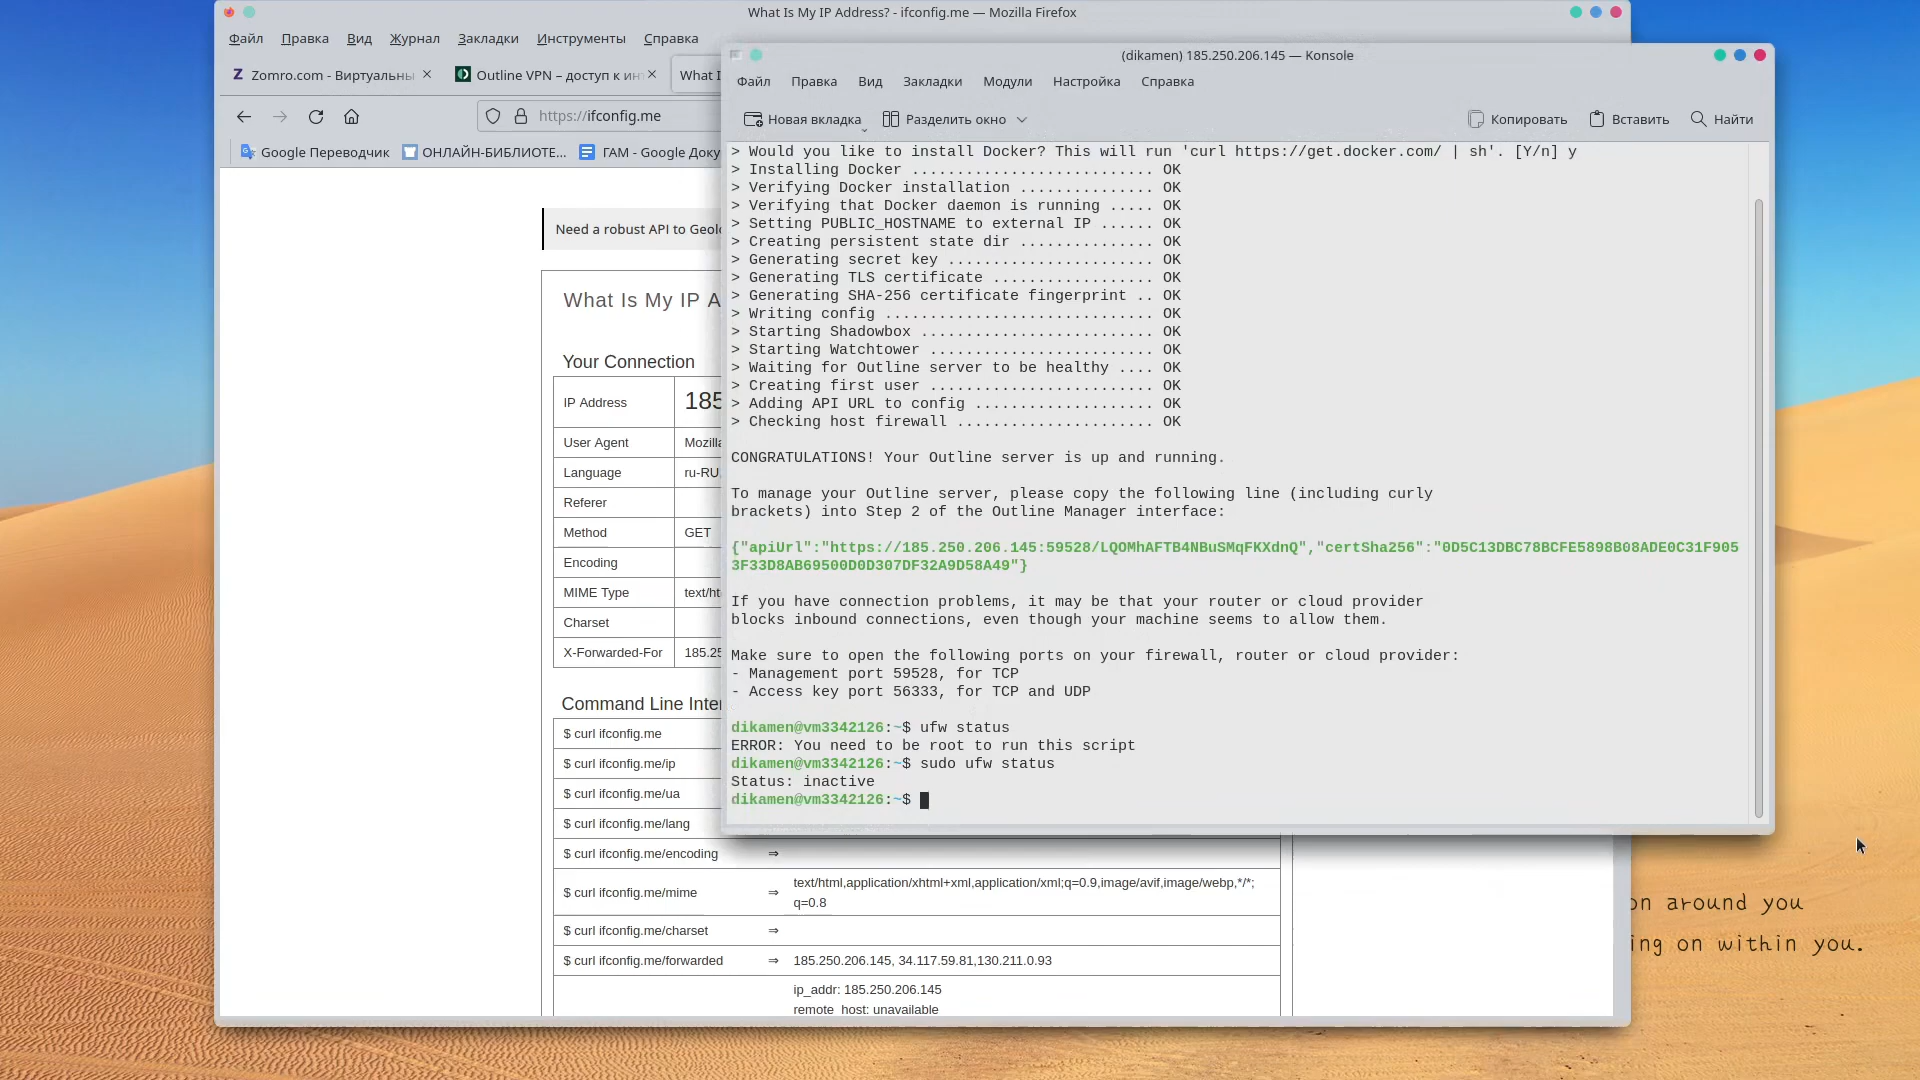 What Is My IP Address? - ifconfig.me — Mozilla Firefox
Файл Правка Вид Журнал Закладки Инструменты Справка
Zomro.com - Виртуальны
Outline VPN – доступ к ин
What I
https://ifconfig.me
Google Переводчик ОНЛАЙН-БИБЛИОТЕ... ГАМ - Google Доку
Need a robust API to Geolo
What Is My IP A
Your Connection
IP Address 185
User Agent Mozilla
Language ru-RU
Referer
Method GET
Encoding
MIME Type text/ht
Charset
X-Forwarded-For 185.25
Command Line Inter
$ curl ifconfig.me
$ curl ifconfig.me/ip
$ curl ifconfig.me/ua
$ curl ifconfig.me/lang
$ curl ifconfig.me/encoding ⇒
$ curl ifconfig.me/mime ⇒ text/html,application/xhtml+xml,application/xml;q=0.9,image/avif,image/webp,*/*;
q=0.8
$ curl ifconfig.me/charset ⇒
$ curl ifconfig.me/forwarded ⇒ 185.250.206.145, 34.117.59.81,130.211.0.93
ip_addr: 185.250.206.145
remote_host: unavailable
(dikamen) 185.250.206.145 — Konsole
Файл Правка Вид Закладки Модули Настройка Справка
Новая вкладка Разделить окно Копировать Вставить Найти
> Would you like to install Docker? This will run 'curl https://get.docker.com/ | sh'. [Y/n] y
> Installing Docker ........................... OK
> Verifying Docker installation ............... OK
> Verifying that Docker daemon is running ..... OK
> Setting PUBLIC_HOSTNAME to external IP ...... OK
> Creating persistent state dir ............... OK
> Generating secret key ....................... OK
> Generating TLS certificate .................. OK
> Generating SHA-256 certificate fingerprint .. OK
> Writing config .............................. OK
> Starting Shadowbox .......................... OK
> Starting Watchtower ......................... OK
> Waiting for Outline server to be healthy .... OK
> Creating first user ......................... OK
> Adding API URL to config .................... OK
> Checking host firewall ...................... OK
CONGRATULATIONS! Your Outline server is up and running.
To manage your Outline server, please copy the following line (including curly
brackets) into Step 2 of the Outline Manager interface:
{"apiUrl":"https://185.250.206.145:59528/LQOMhAFTB4NBuSMqFKXdnQ","certSha256":"0D5C13DBC78BCFE5898B08ADE0C31F905
3F33D8AB69500D0D307DF32A9D58A49"}
If you have connection problems, it may be that your router or cloud provider
blocks inbound connections, even though your machine seems to allow them.
Make sure to open the following ports on your firewall, router or cloud provider:
- Management port 59528, for TCP
- Access key port 56333, for TCP and UDP
dikamen@vm3342126:~$ ufw status
ERROR: You need to be root to run this script
dikamen@vm3342126:~$ sudo ufw status
Status: inactive
dikamen@vm3342126:~$
on around you
ing on within you.